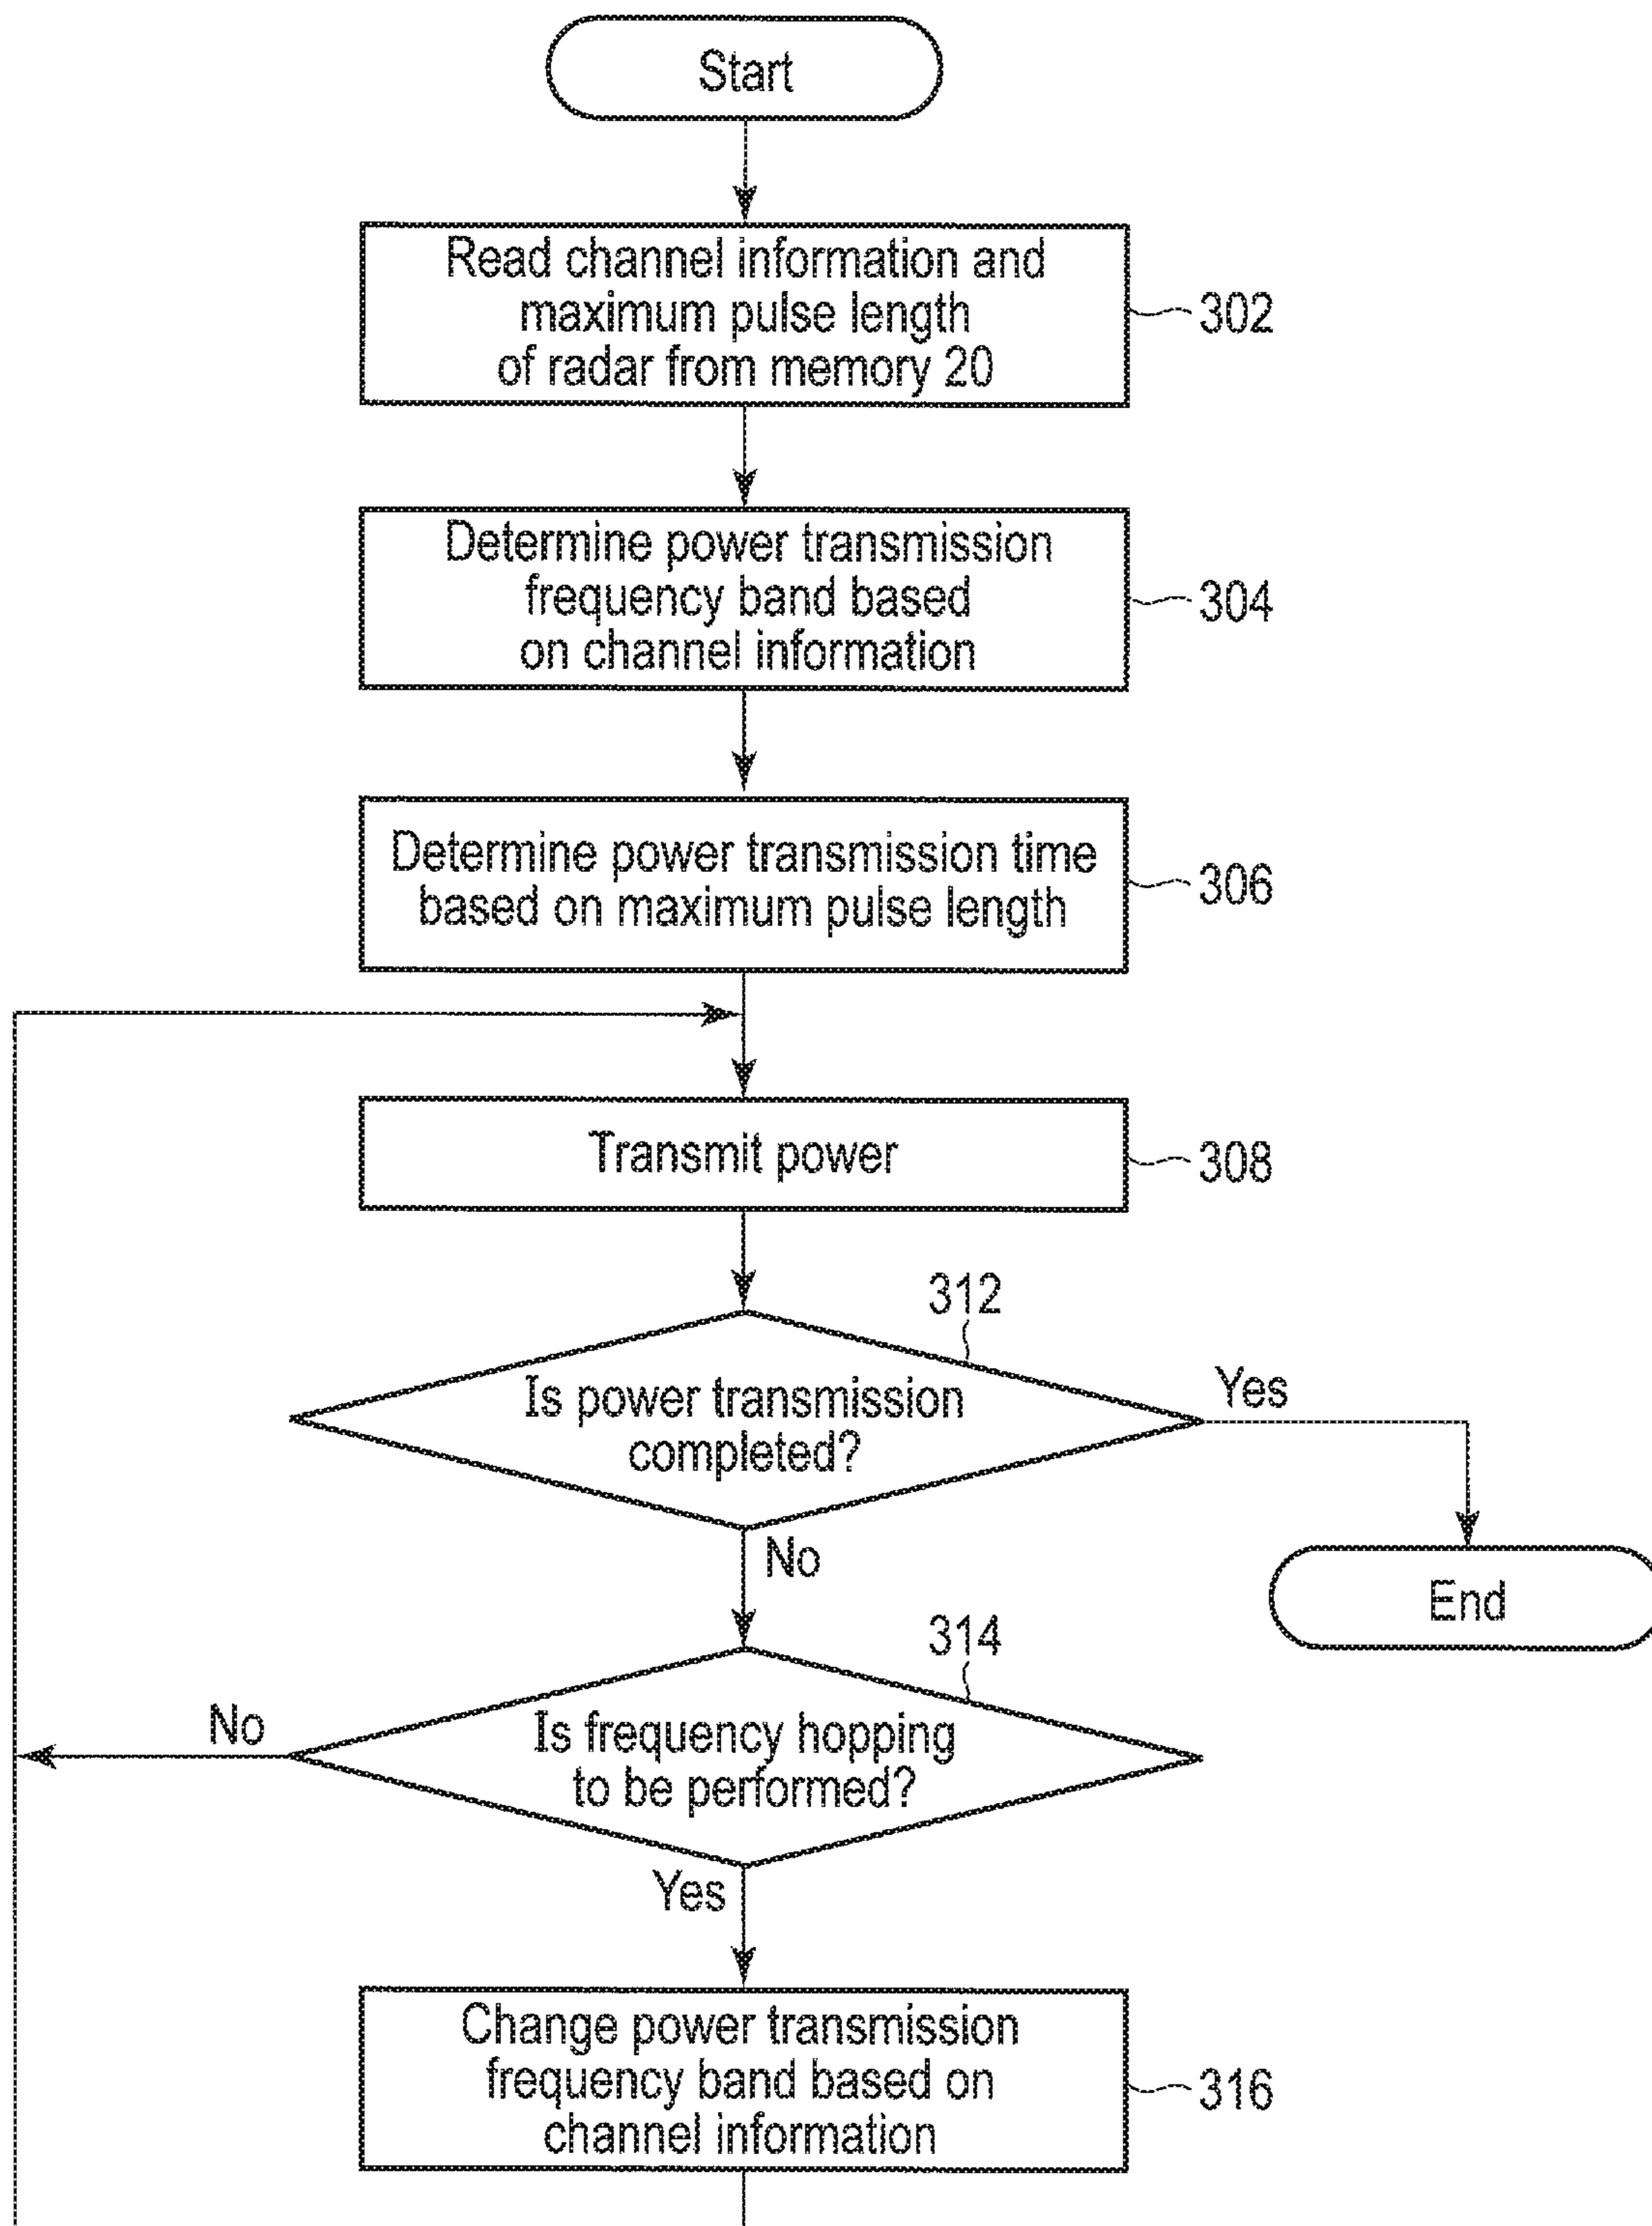 Start
Read channel information and
maximum pulse length
of radar from memory 20
302
Determine power transmission
frequency band based
on channel information
304
Determine power transmission time
based on maximum pulse length
306
Transmit power
308
312
Is power transmission
completed?
Yes
No
End
314
Is frequency hopping
to be performed?
No
Yes
Change power transmission
frequency band based on
channel information
316